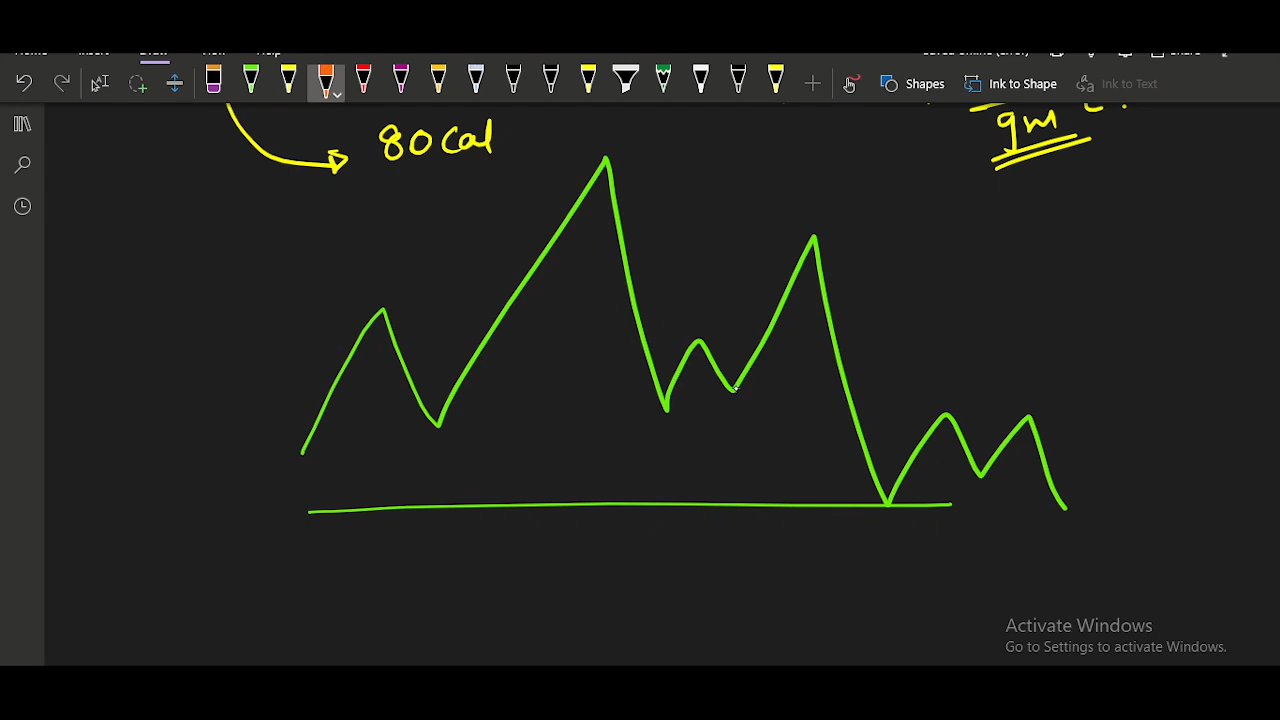 Shapes
Ink to Shape
Ink to Text
80 Cal
gm
Activate Windows
Go to Settings to activate Windows.